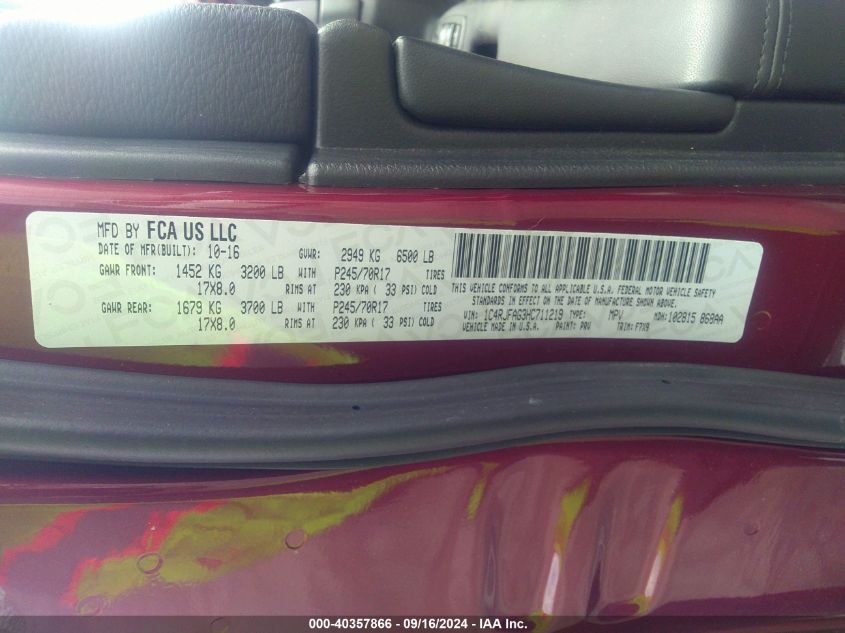 MFD BY FCA US LLC
DATE OF MFR(BUILT): 10-16 GVWR: 2949 KG 6500 LB
GAWR FRONT: 1452 KG 3200 LB WITH P245/70R17 TIRES
17X8.0 RIMS AT 230 KPA ( 33 PSI) COLD
GAWR REAR: 1679 KG 3700 LB WITH P245/70R17 TIRES
17X8.0 RIMS AT 230 KPA ( 33 PSI) COLD
THIS VEHICLE CONFORMS TO ALL APPLICABLE U.S.A. FEDERAL MOTOR VEHICLE SAFETY
STANDARDS IN EFFECT ON THE DATE OF MANUFACTURE SHOWN ABOVE.
VIN: 1C4RJFAG3HC711219 TYPE: MPV MDH: 102815 869AA
VEHICLE MADE IN U.S.A. PAINT: PRV TRIM: F7X9
000-40357866 - 09/16/2024 - IAA Inc.